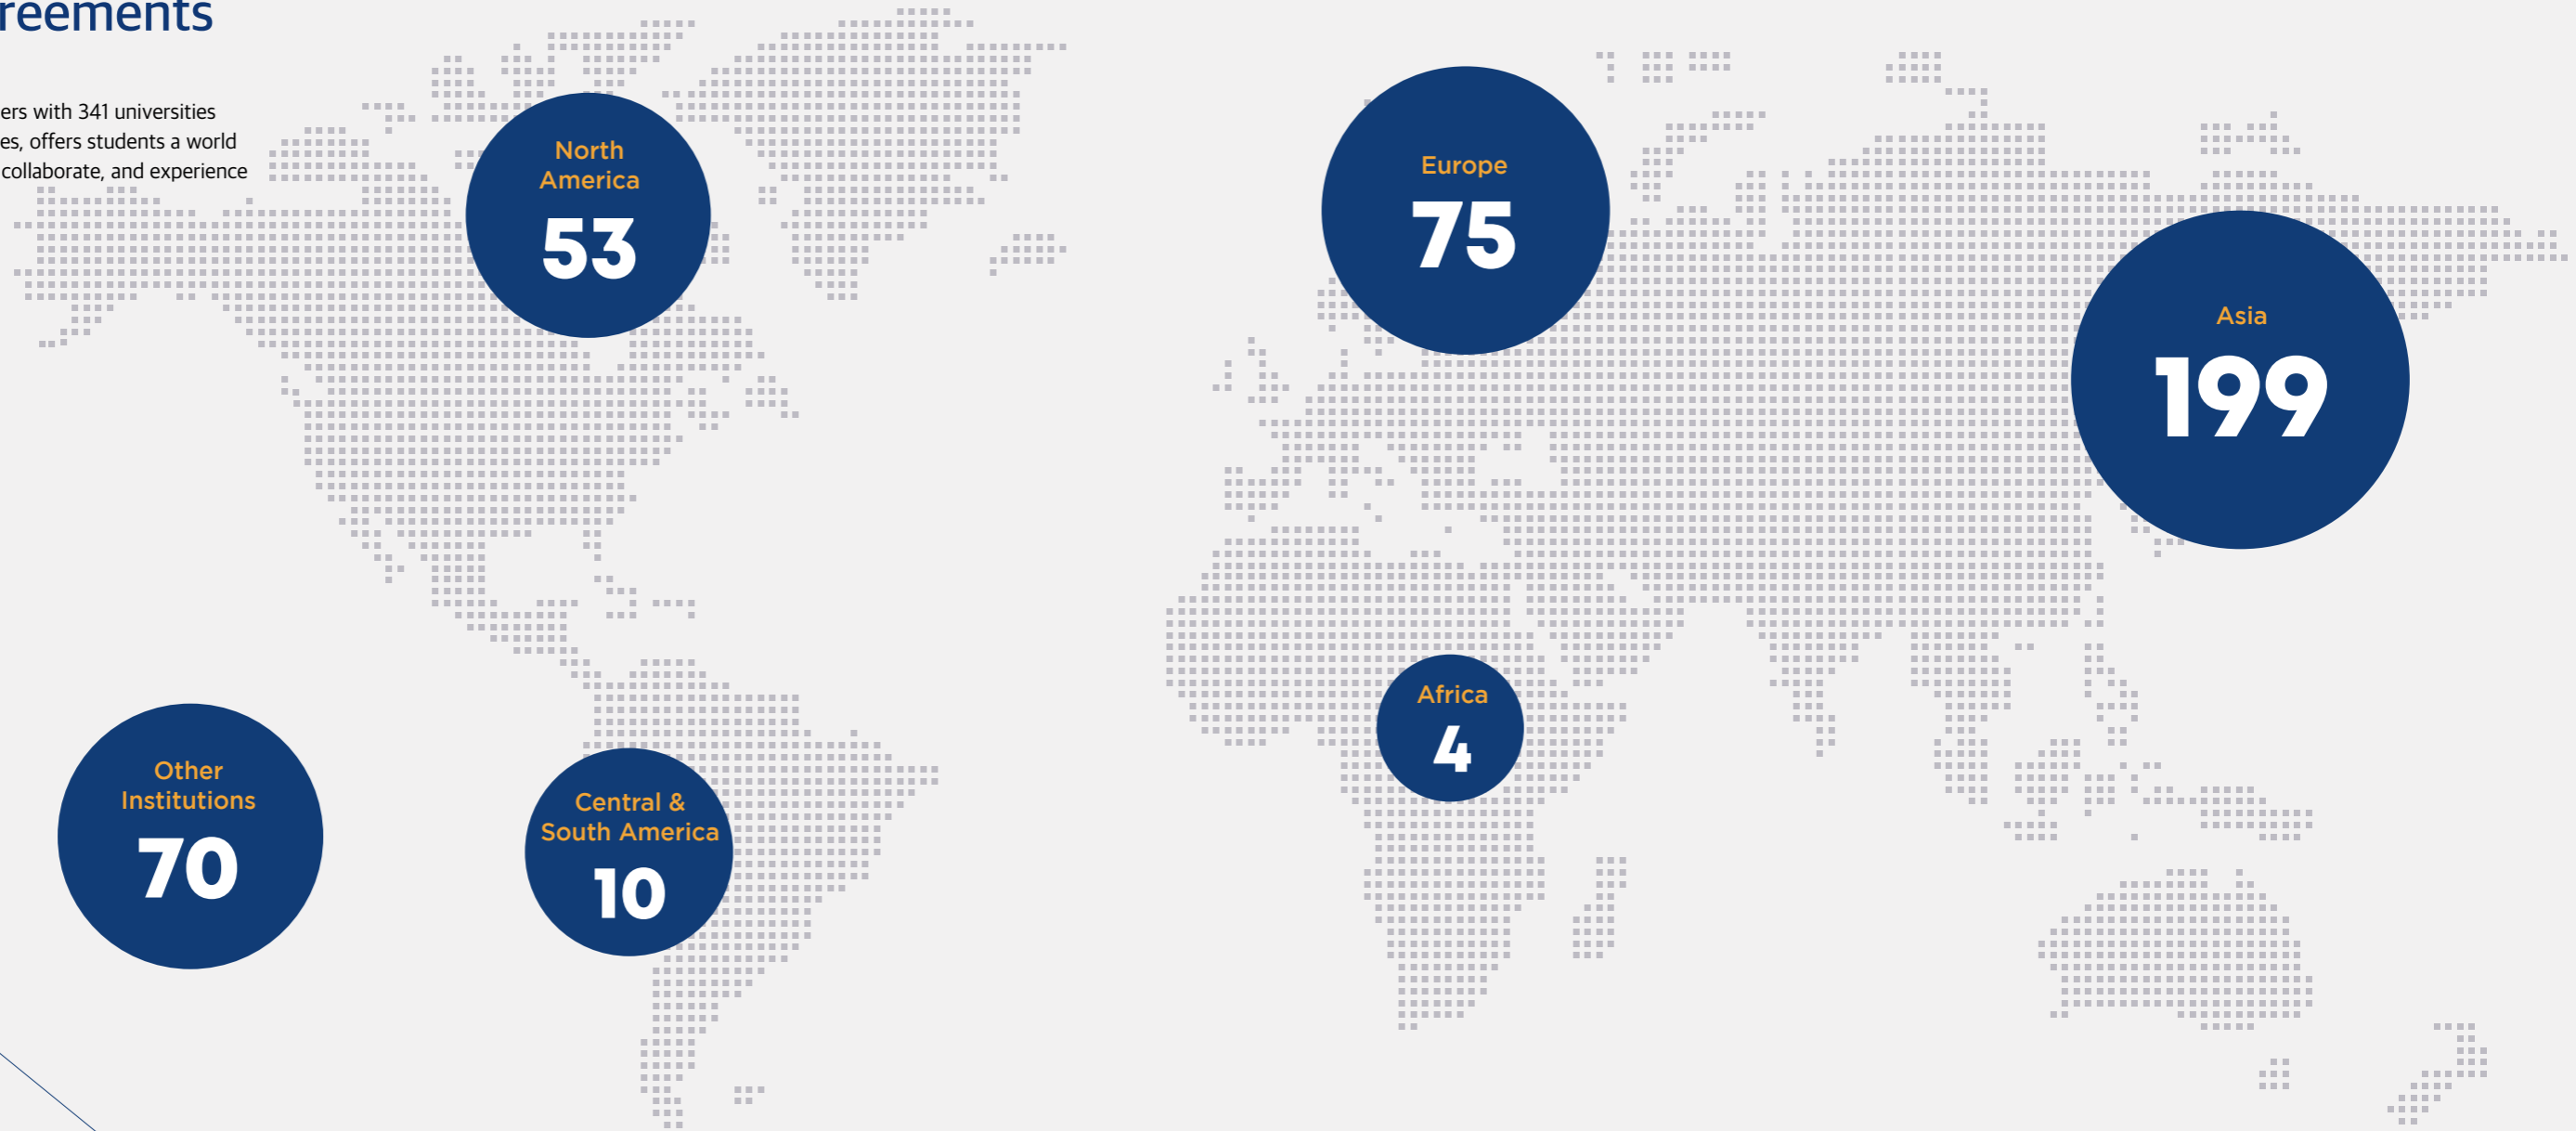 reements
ers with 341 universities
es, offers students a world
collaborate, and experience
North
America
53
Europe
75
Asia
199
Africa
4
Other
Institutions
70
Central &
South America
10